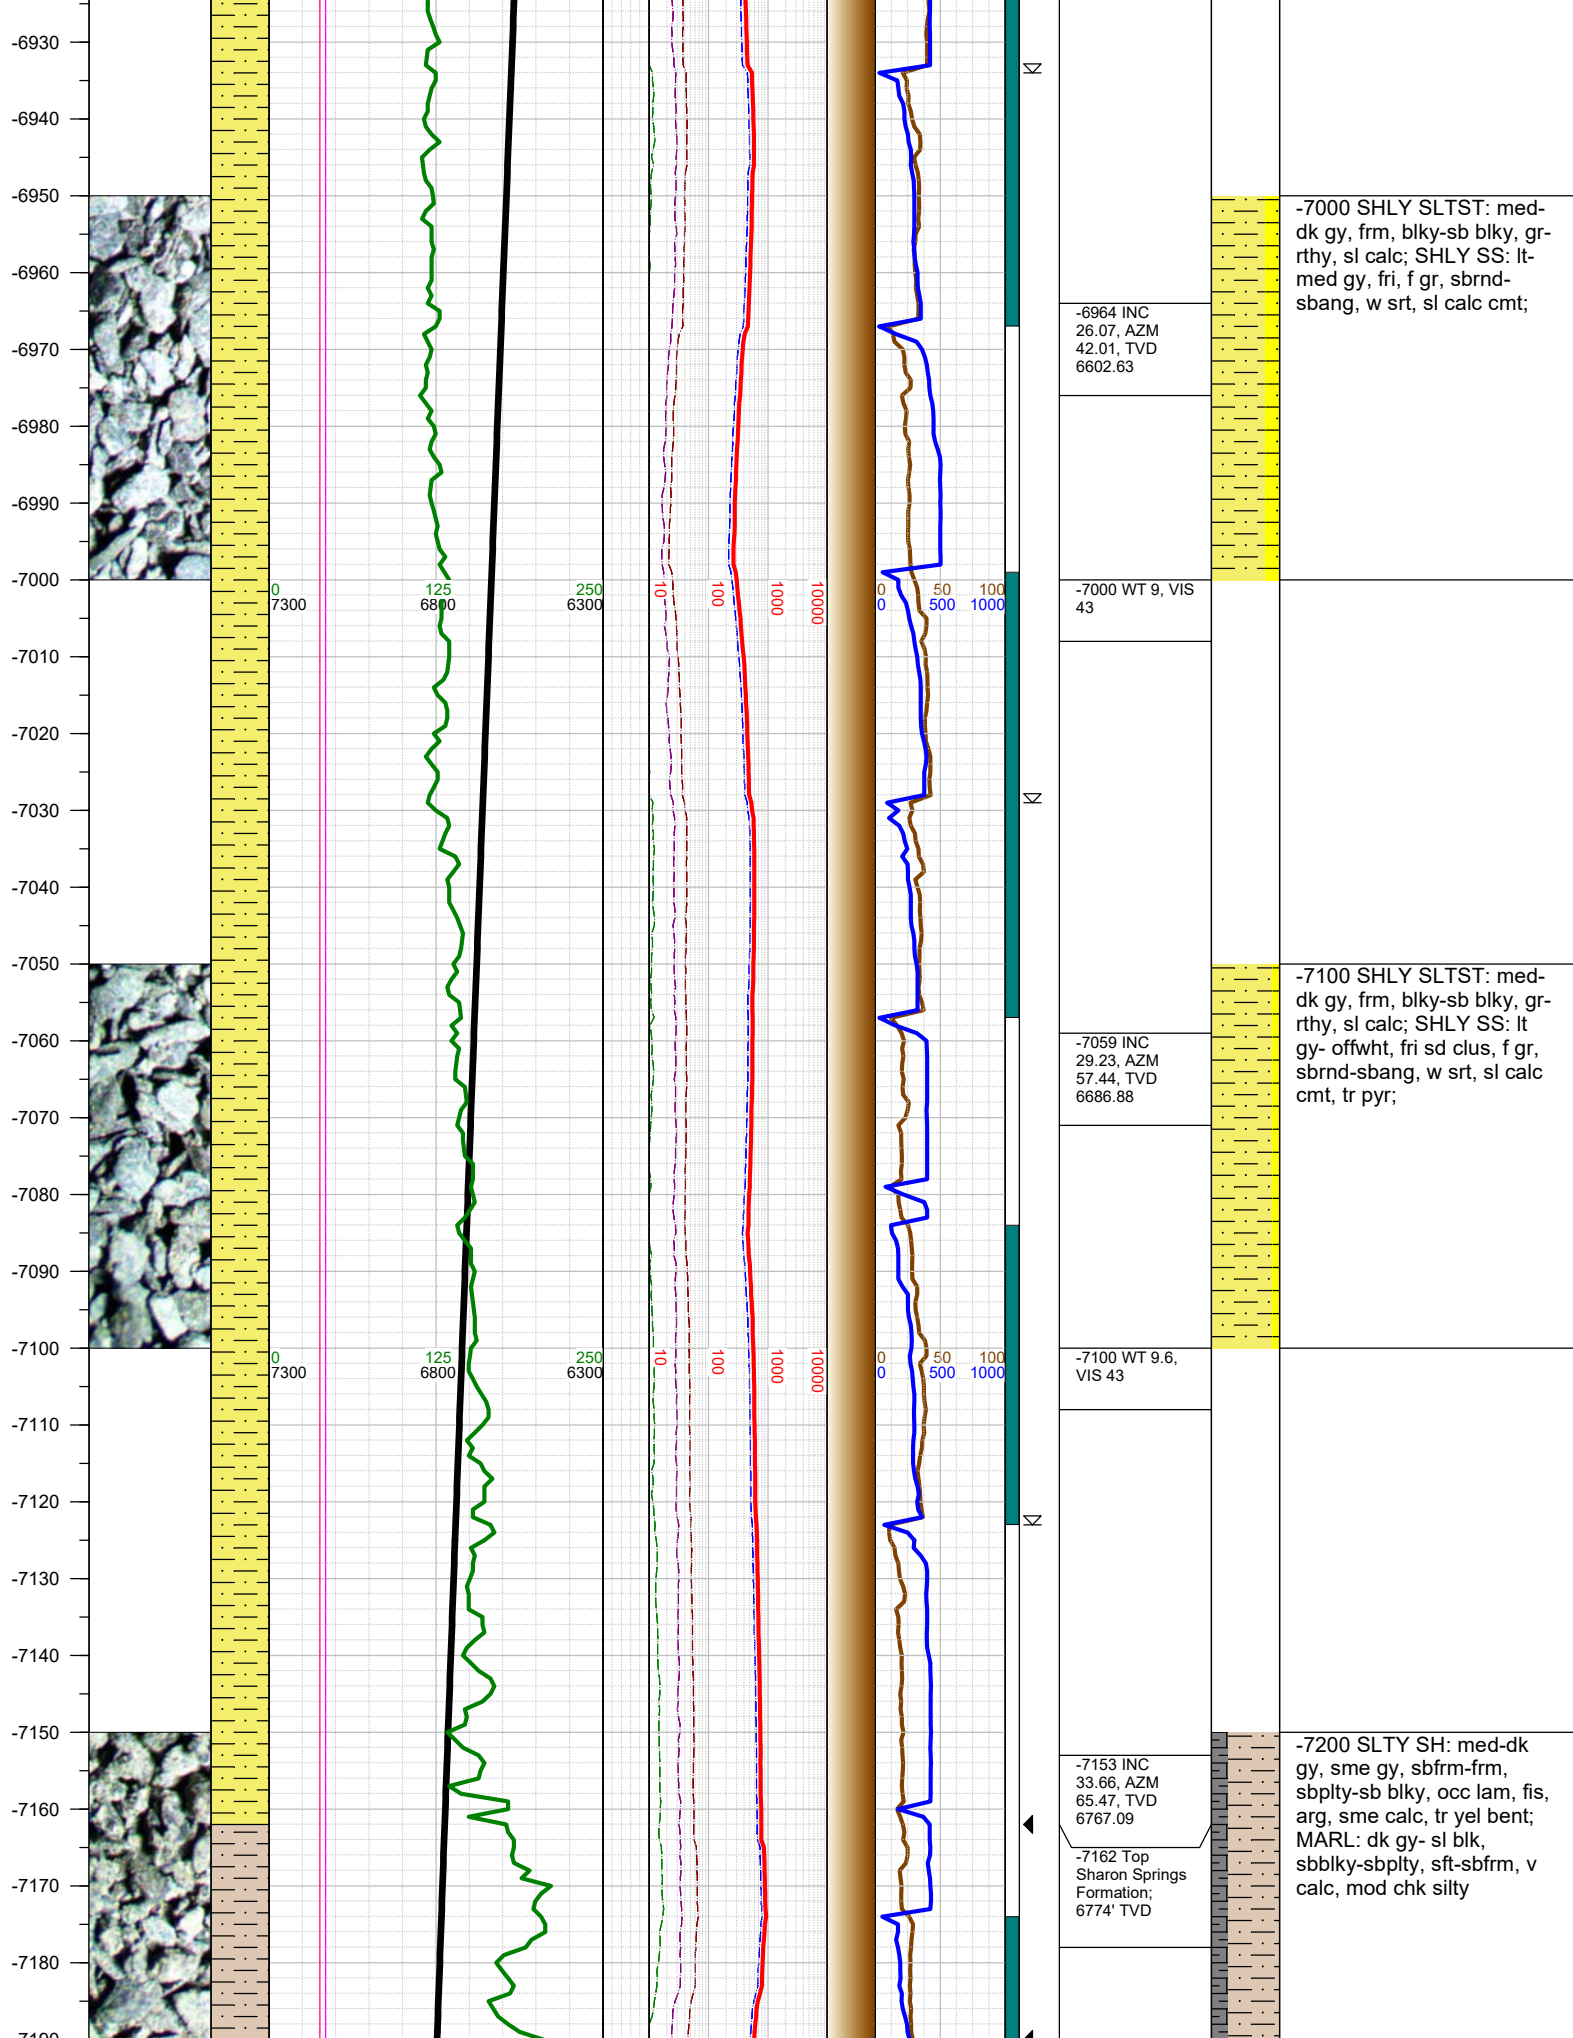 -6930
-6940
-6950
-6960
-6970
-6980
-6990
-7000
-7010
-7020
-7030
-7040
-7050
-7060
-7070
-7080
-7090
-7100
-7110
-7120
-7130
-7140
-7150
-7160
-7170
-7180
0 125 250
7300 6800 6300
10 100 1000 10000
0 50 100
0 500 1000
0 125 250
7300 6800 6300
10 100 1000 10000
0 50 100
0 500 1000
-6964 INC
26.07, AZM
42.01, TVD
6602.63
-7000 WT 9, VIS
43
-7059 INC
29.23, AZM
57.44, TVD
6686.88
-7100 WT 9.6,
VIS 43
-7153 INC
33.66, AZM
65.47, TVD
6767.09
-7162 Top
Sharon Springs
Formation;
6774' TVD
-7000 SHLY SLTST: med-
dk gy, frm, blky-sb blky, gr-
rthy, sl calc; SHLY SS: lt-
med gy, fri, f gr, sbrnd-
sbang, w srt, sl calc cmt;
-7100 SHLY SLTST: med-
dk gy, frm, blky-sb blky, gr-
rthy, sl calc; SHLY SS: lt
gy- offwht, fri sd clus, f gr,
sbrnd-sbang, w srt, sl calc
cmt, tr pyr;
-7200 SLTY SH: med-dk
gy, sme gy, sbfrm-frm,
sbplty-sb blky, occ lam, fis,
arg, sme calc, tr yel bent;
MARL: dk gy- sl blk,
sbblky-sbplty, sft-sbfrm, v
calc, mod chk silty